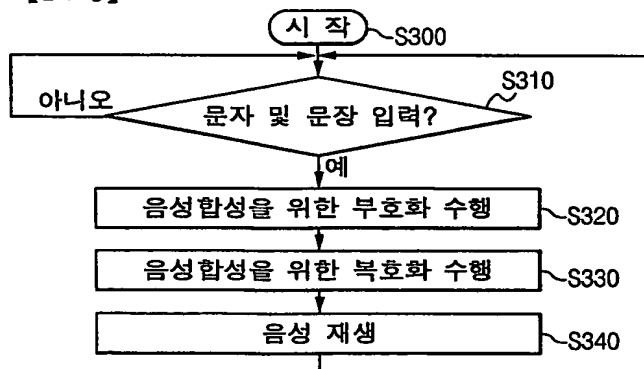 시 작
S300
S310
아니오
문자 및 문장 입력?
예
음성합성을 위한 부호화 수행
S320
음성합성을 위한 복호화 수행
S330
음성 재생
S340